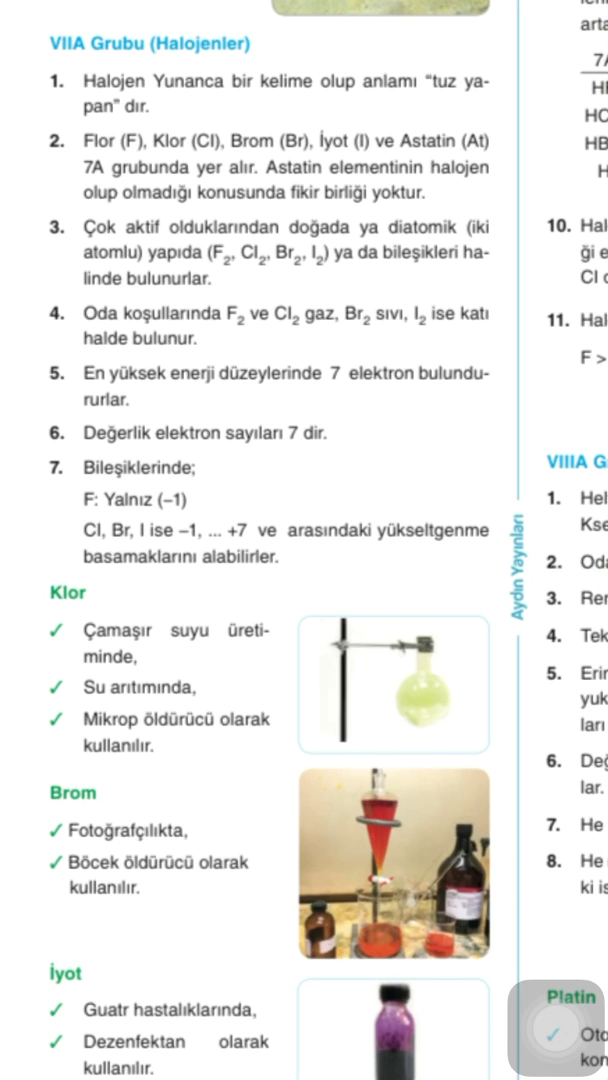 VIIA Grubu (Halojenler)
1. Halojen Yunanca bir kelime olup anlamı “tuz ya-
pan” dır.
2. Flor (F), Klor (Cl), Brom (Br), İyot (I) ve Astatin (At)
7A grubunda yer alır. Astatin elementinin halojen
olup olmadığı konusunda fikir birliği yoktur.
3. Çok aktif olduklarından doğada ya diatomik (iki
atomlu) yapıda (F₂, Cl₂, Br₂, I₂) ya da bileşikleri ha-
linde bulunurlar.
4. Oda koşullarında F₂ ve Cl₂ gaz, Br₂ sıvı, I₂ ise katı
halde bulunur.
5. En yüksek enerji düzeylerinde 7 elektron bulundu-
rurlar.
6. Değerlik elektron sayıları 7 dir.
7. Bileşiklerinde;
F: Yalnız (–1)
Cl, Br, I ise –1, ... +7 ve arasındaki yükseltgenme
basamaklarını alabilirler.
Klor
✓ Çamaşır suyu üreti-
minde,
✓ Su arıtımında,
✓ Mikrop öldürücü olarak
kullanılır.
Brom
✓ Fotoğrafçılıkta,
✓ Böcek öldürücü olarak
kullanılır.
İyot
✓ Guatr hastalıklarında,
✓ Dezenfektan olarak
kullanılır.
Aydın Yayınları
10. Hal
ği e
Cl
11. Hal
F >
VIIIA G
1. Hel
Kse
2. Oda
3. Ren
4. Tek
5. Erir
yuk
ları
6. Değ
lar.
7. He
8. He
ki is
Platin
✓ Oto
kon